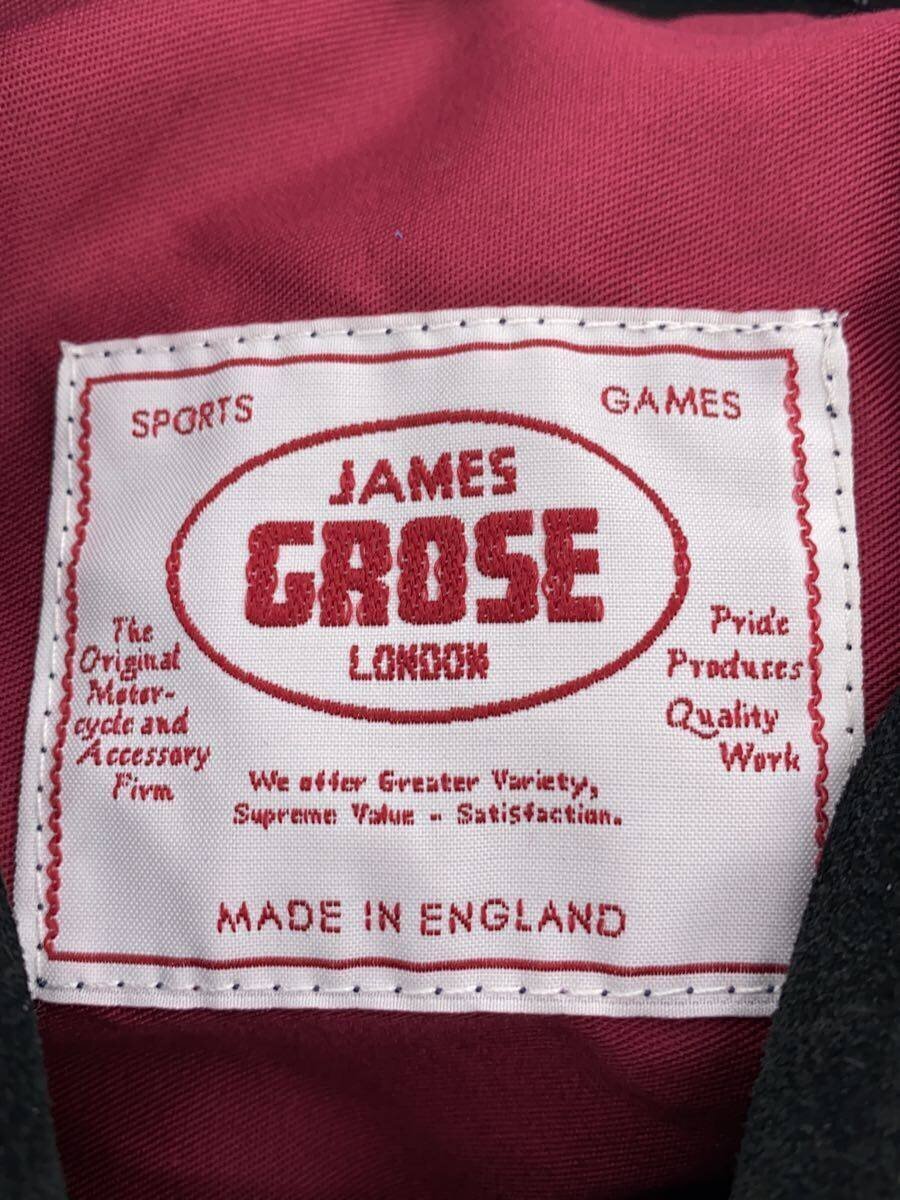 SPORTS
GAMES
JAMES
GROSE
LONDON
The
Original
Motor-
cycle and
Accessory
Firm
Pride
Produces
Quality
Work
We offer Greater Variety,
Supreme Value - Satisfaction.
MADE IN ENGLAND